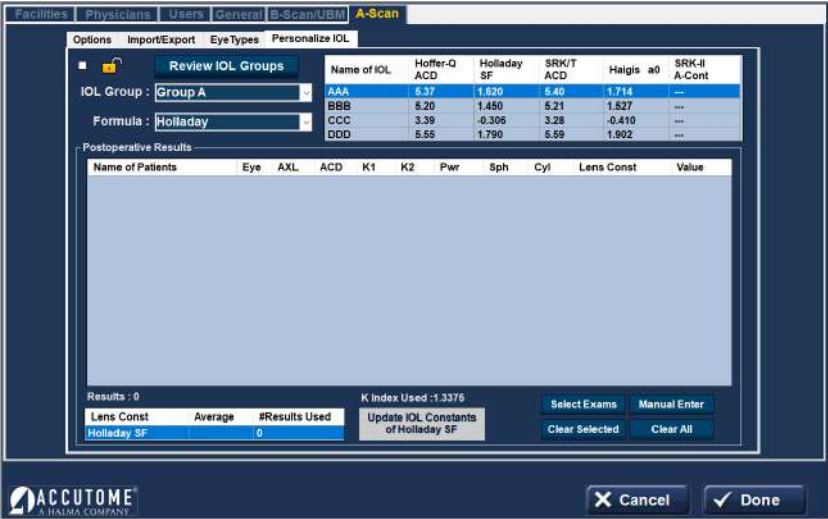 Facilities Physicians Users General B-Scan/UBM A-Scan
Options Import/Export Eye Types Personalize IOL
Review IOL Groups
IOL Group : Group A
Formula : Holladay
Name of IOL Hoffer-Q ACD Holladay SF SRK/T ACD Haigis a0 SRK-II A-Cont
AAA 5.37 1.620 5.40 1.714 ---
BBB 5.20 1.450 5.21 1.527 ---
CCC 3.39 -0.306 3.28 -0.410 ---
DDD 5.55 1.790 5.59 1.902 ---
Postoperative Results
Name of Patients Eye AXL ACD K1 K2 Pwr Sph Cyl Lens Const Value
Results : 0
K Index Used :1.3375
Lens Const Average #Results Used
Holladay SF 0
Update IOL Constants
of Holladay SF
Select Exams Manual Enter
Clear Selected Clear All
ACCUTOME
A HALMA COMPANY
Cancel Done